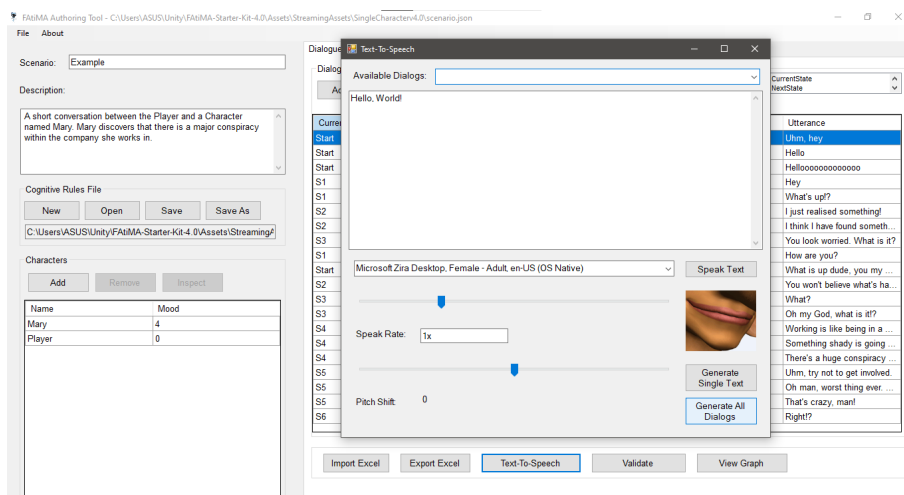 FAtiMA Authoring Tool - C:\Users\ASUS\Unity\FAtiMA-Starter-Kit-4.0\Assets\StreamingAssets\SingleCharacterv4.0\scenario.json
File About
Scenario: Example
Description:
A short conversation between the Player and a Character
named Mary. Mary discovers that there is a major conspiracy
within the company she works in.
Cognitive Rules File
New Open Save Save As
C:\Users\ASUS\Unity\FAtiMA-Starter-Kit-4.0\Assets\StreamingA
Characters
Add Remove Inspect
Name Mood
Mary 4
Player 0
Dialogue
Dialog
Text-To-Speech
Available Dialogs:
Hello, World!
Microsoft Zira Desktop, Female - Adult, en-US (OS Native)
Speak Text
Speak Rate: 1x
Generate
Single Text
Pitch Shift: 0
Generate All
Dialogs
CurrentState
NextState
Utterance
Start Uhm, hey
Start Hello
Start Hellooooooooooooo
S1 Hey
S1 What's up!?
S2 I just realised something!
S2 I think I have found someth...
S3 You look worried. What is it?
S1 How are you?
Start What is up dude, you my ...
S2 You won't believe what's ha...
S3 What?
S3 Oh my God, what is it!?
S4 Working is like being in a ...
S4 Something shady is going ...
S4 There's a huge conspiracy ...
S5 Uhm, try not to get involved.
S5 Oh man, worst thing ever. ...
S5 That's crazy, man!
S6 Right!?
Import Excel Export Excel Text-To-Speech Validate View Graph